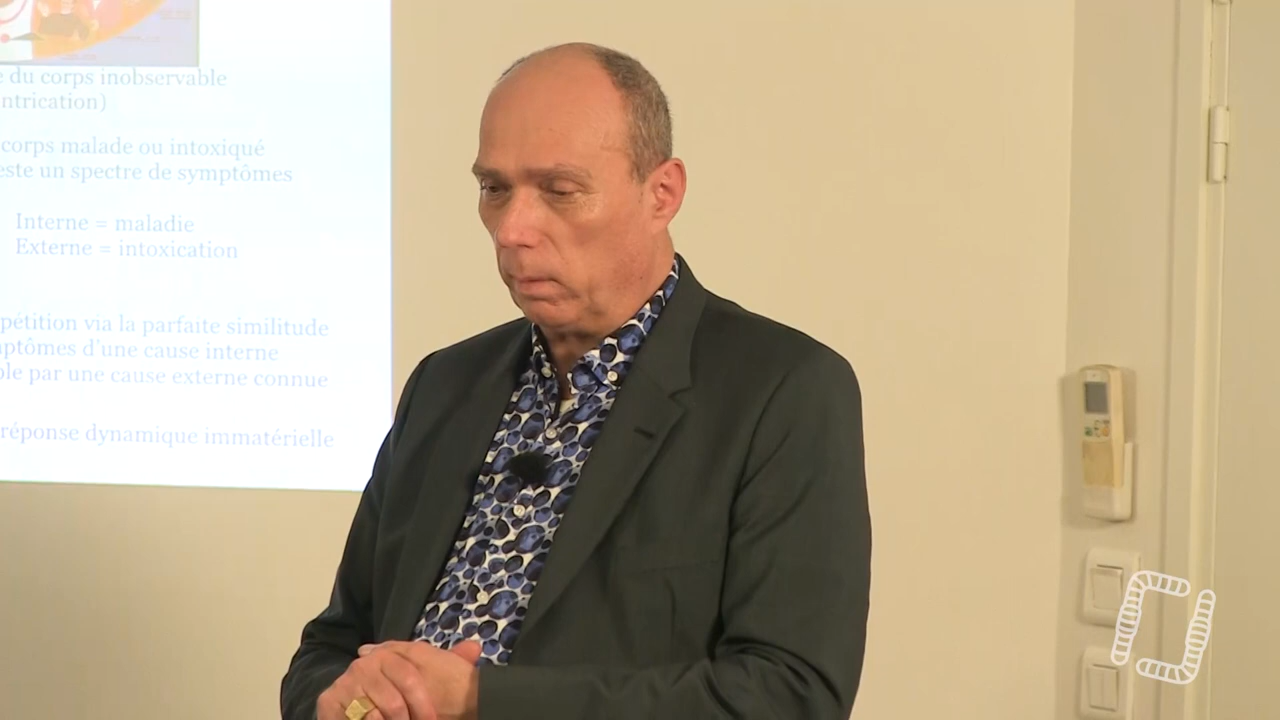 du corps inobservable
ntrication)
corps malade ou intoxiqué
este un spectre de symptômes
Interne = maladie
Externe = intoxication
pétition via la parfaite similitude
ptômes d'une cause interne
ble par une cause externe connue
réponse dynamique immatérielle